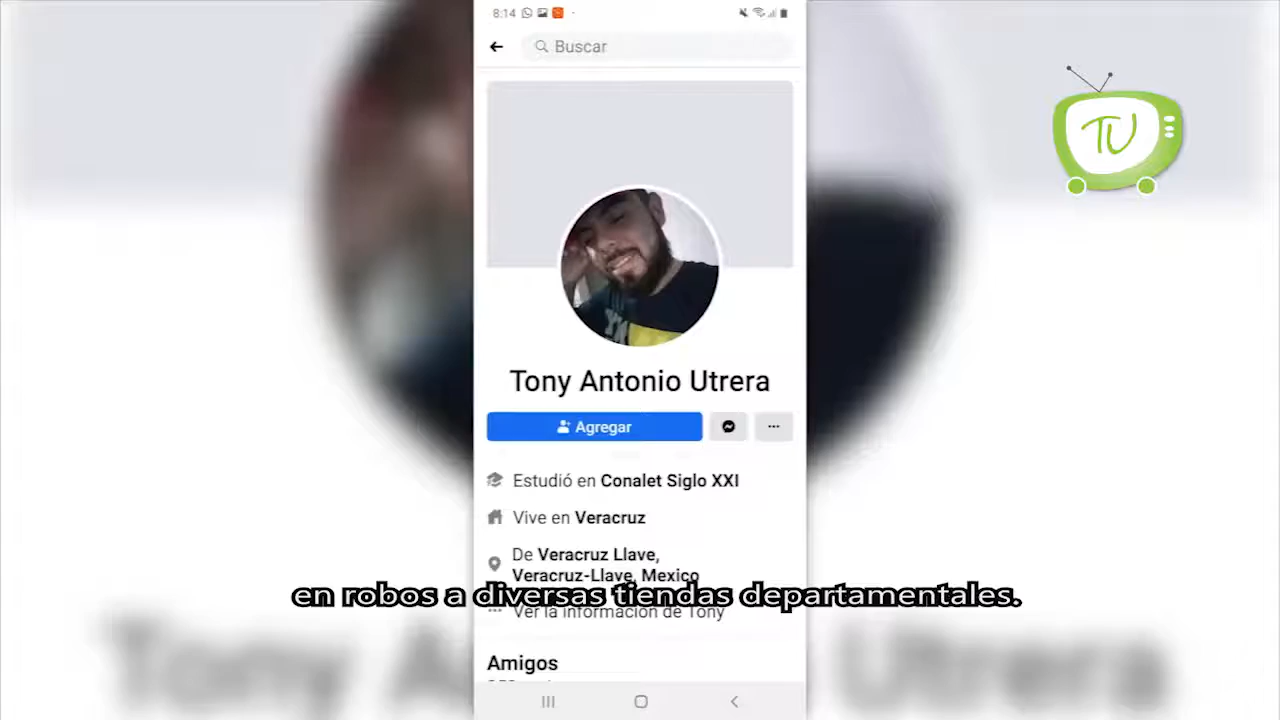 8:14
Buscar
TU
Tony Antonio Utrera
Agregar
Estudió en Conalet Siglo XXI
Vive en Veracruz
De Veracruz Llave,
Veracruz-Llave, Mexico
en robos a diversas tiendas departamentales.
Ver la información de Tony
Amigos